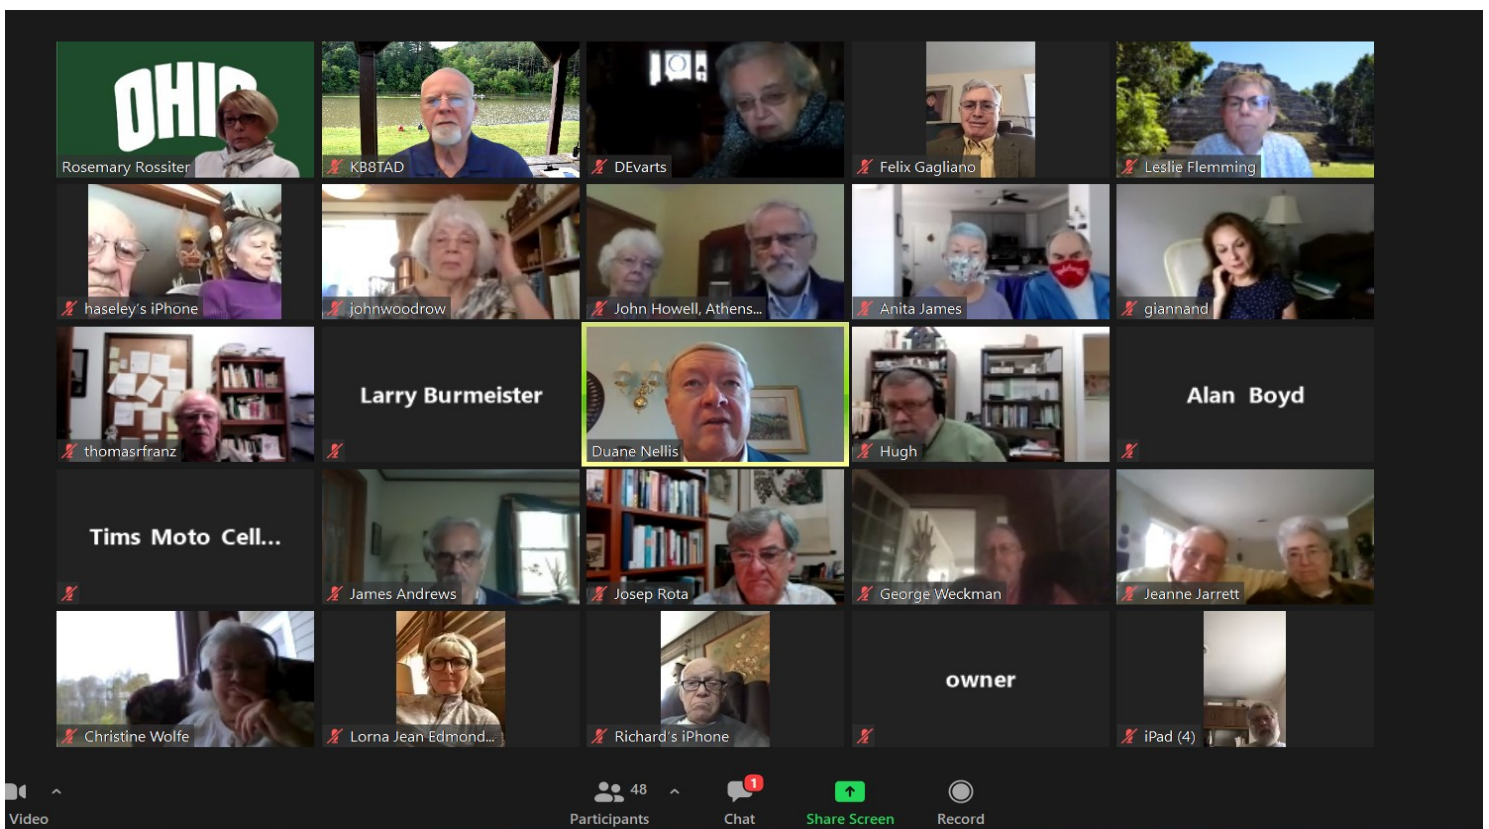 OHIO
Rosemary Rossiter
KB8TAD
DEvarts
Felix Gagliano
Leslie Flemming
haseley's iPhone
johnwoodrow
John Howell, Athens...
Anita James
giannand
thomasrfranz
Larry Burmeister
Duane Nellis
Hugh
Alan Boyd
Tims Moto Cell...
James Andrews
Josep Rota
George Weckman
Jeanne Jarrett
Christine Wolfe
Lorna Jean Edmond...
Richard's iPhone
owner
iPad (4)
48
1
Video
Participants
Chat
Share Screen
Record